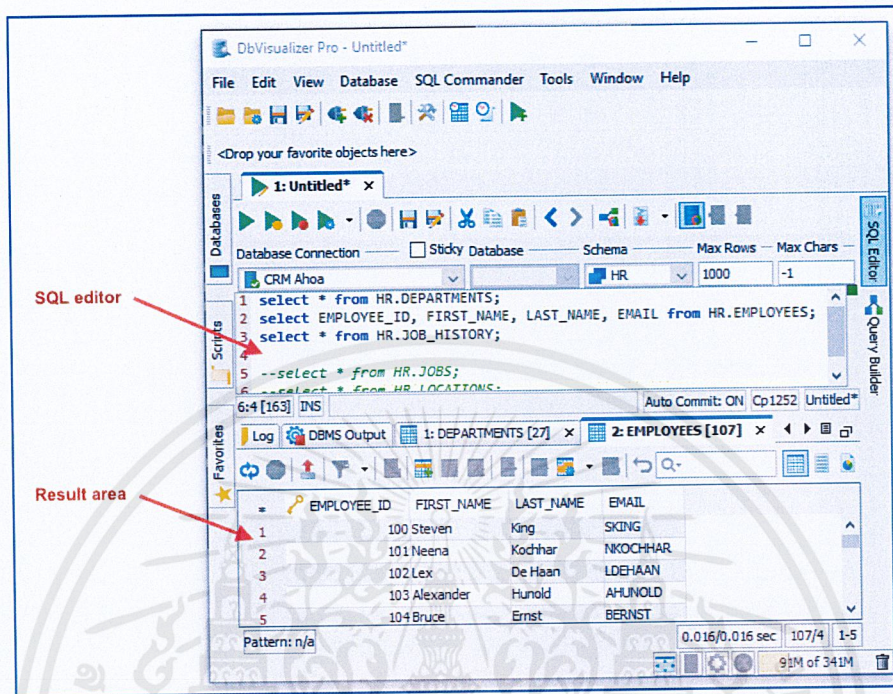 DbVisualizer Pro - Untitled*
File Edit View Database SQL Commander Tools Window Help
<Drop your favorite objects here>
1: Untitled* ×
Databases
Scripts
Favorites
SQL Editor
Query Builder
Database Connection Sticky Database Schema Max Rows Max Chars
CRM Ahoa HR 1000 -1
SQL editor
1 select * from HR.DEPARTMENTS;
2 select EMPLOYEE_ID, FIRST_NAME, LAST_NAME, EMAIL from HR.EMPLOYEES;
3 select * from HR.JOB_HISTORY;
4
5 --select * from HR.JOBS;
6 --select * from HR.LOCATIONS;
6:4 [163] INS Auto Commit: ON Cp1252 Untitled*
Log DBMS Output 1: DEPARTMENTS [27] × 2: EMPLOYEES [107] ×
Result area
* EMPLOYEE_ID FIRST_NAME LAST_NAME EMAIL
1 100 Steven King SKING
2 101 Neena Kochhar NKOCHHAR
3 102 Lex De Haan LDEHAAN
4 103 Alexander Hunold AHUNOLD
5 104 Bruce Ernst BERNST
Pattern: n/a 0.016/0.016 sec 107/4 1-5
91M of 341M